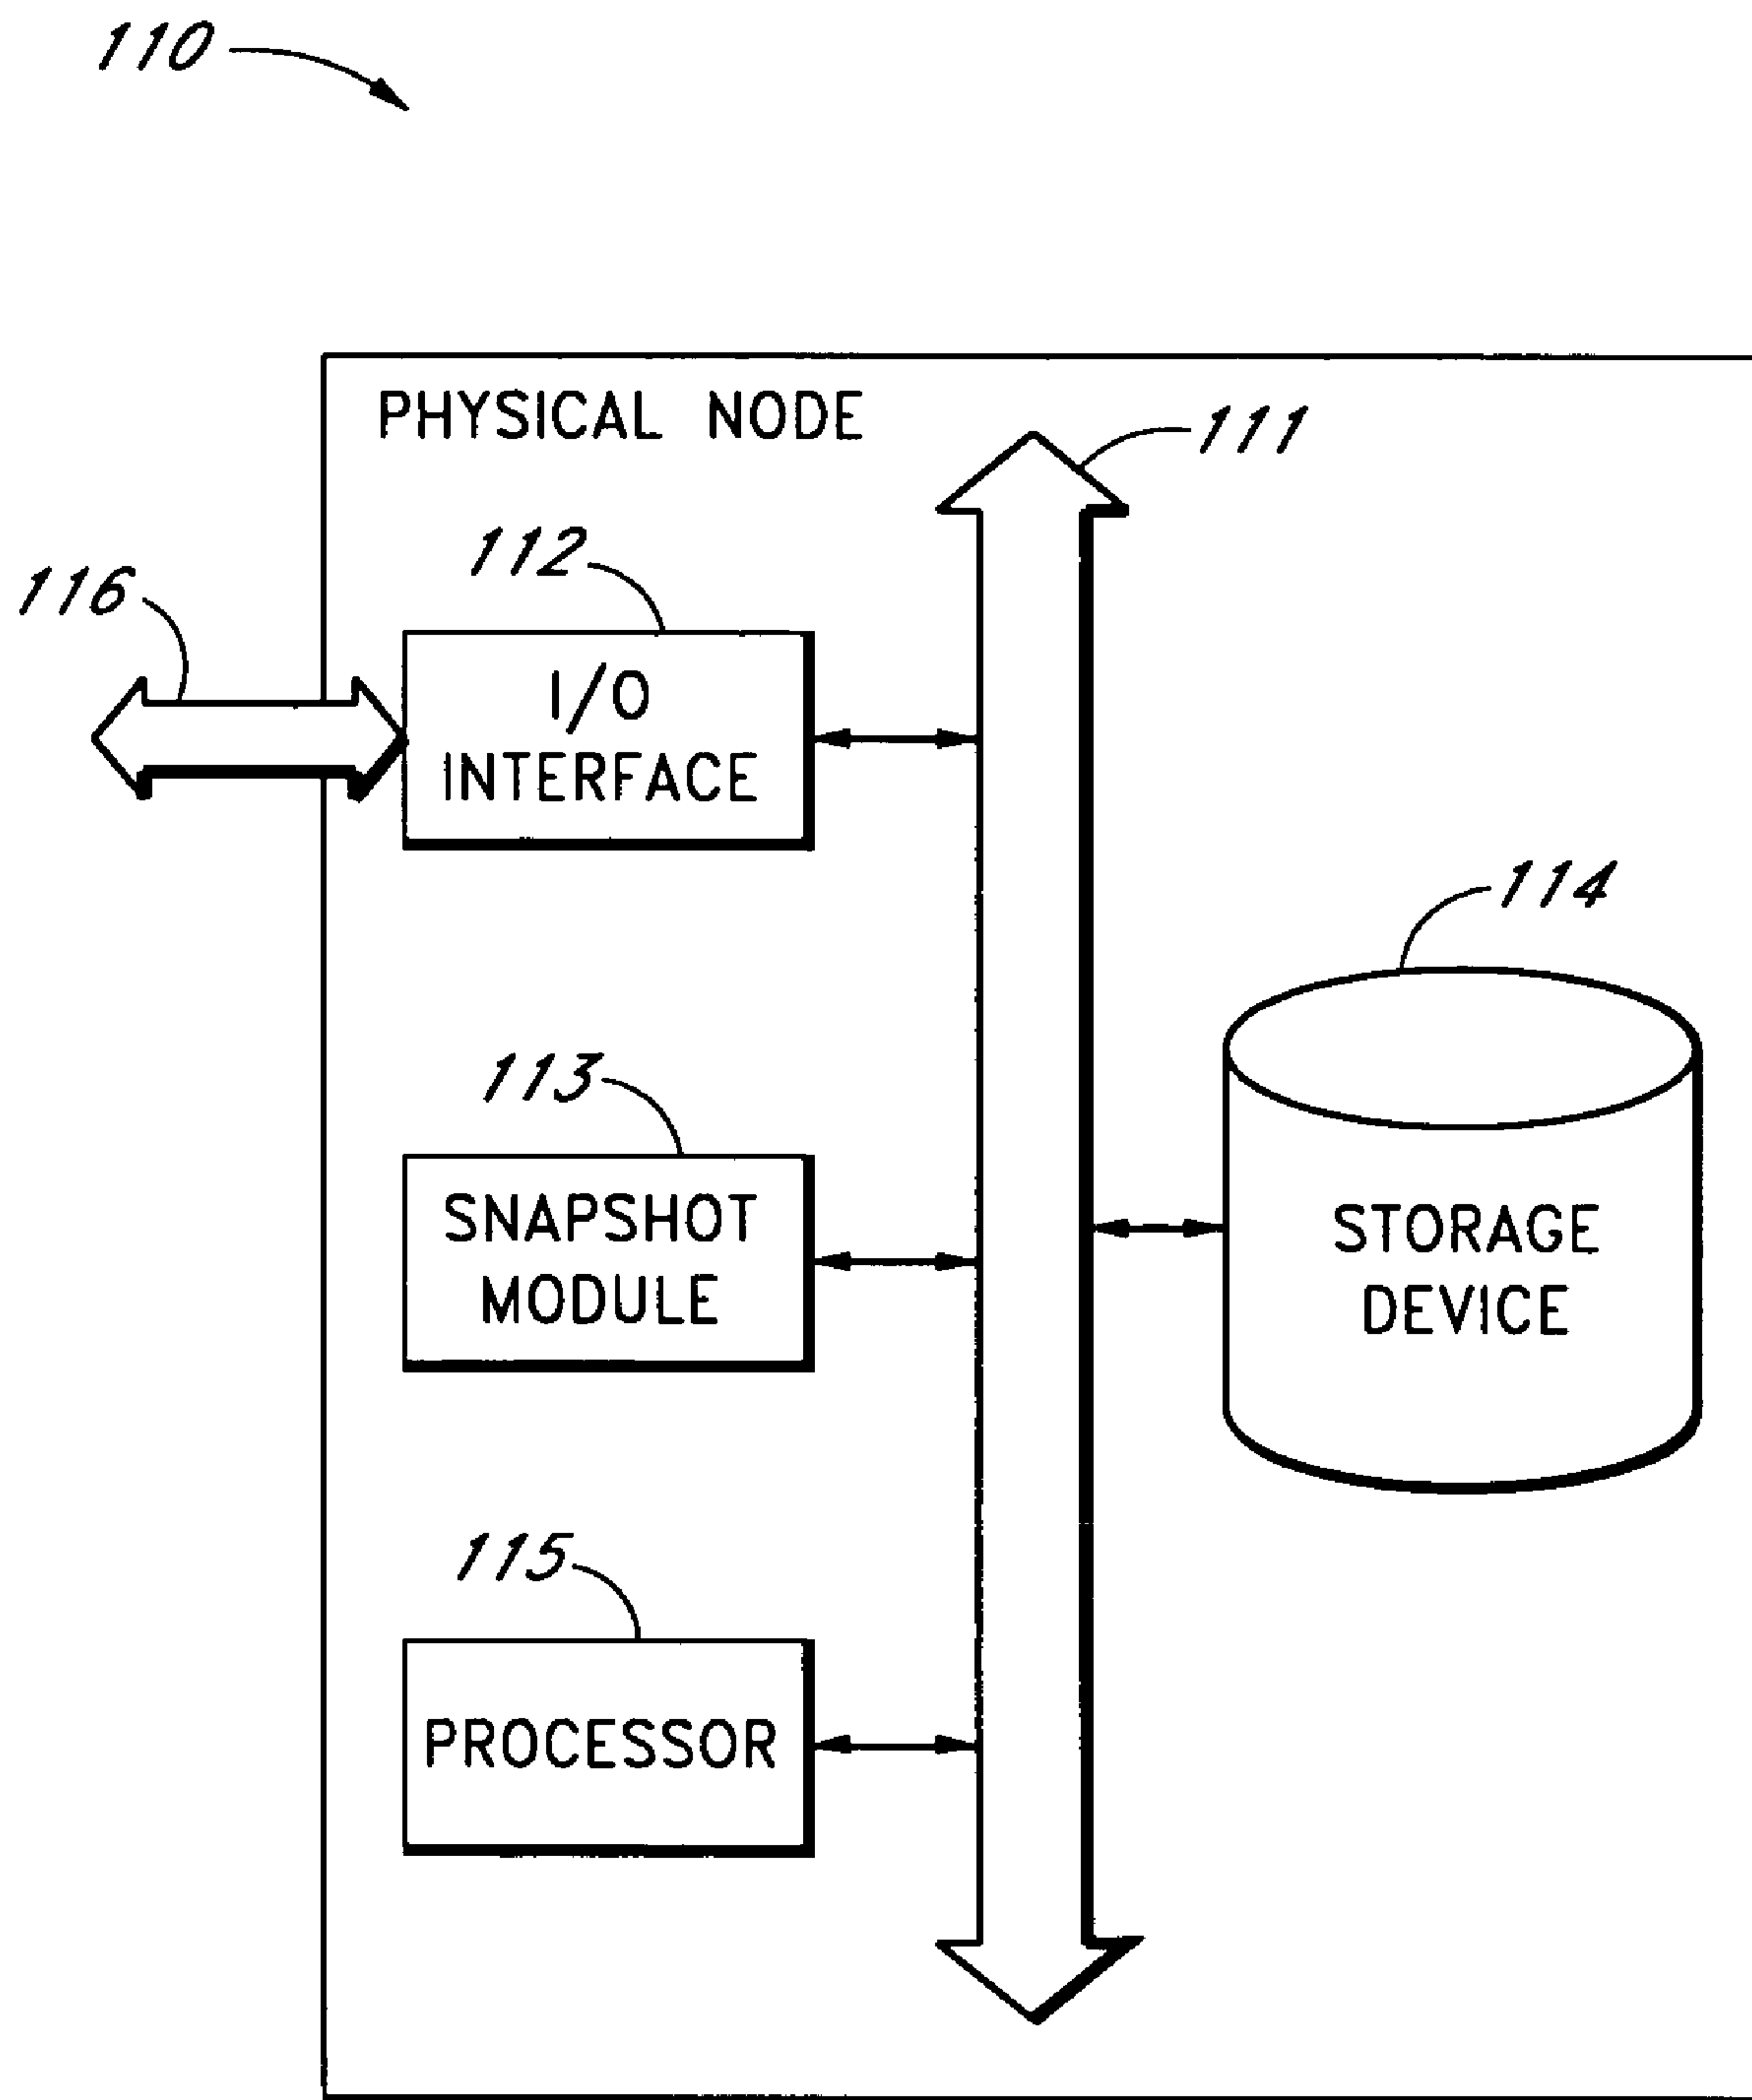 110
PHYSICAL NODE
111
112
116
I/O
INTERFACE
114
113
SNAPSHOT
MODULE
STORAGE
DEVICE
115
PROCESSOR